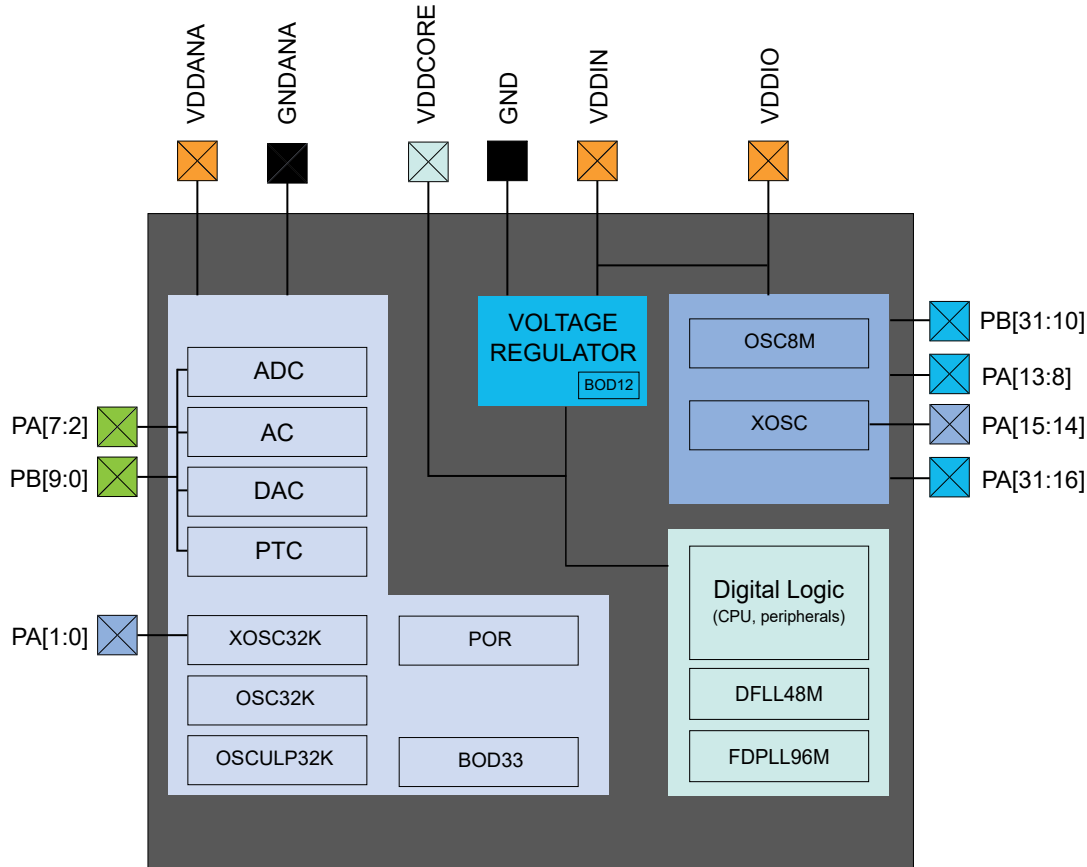 VDDANA
GNDANA
VDDCORE
GND
VDDIN
VDDIO
VOLTAGE
REGULATOR
BOD12
OSC8M
XOSC
PB[31:10]
PA[13:8]
PA[15:14]
PA[31:16]
ADC
AC
DAC
PTC
PA[7:2]
PB[9:0]
PA[1:0]
XOSC32K
OSC32K
OSCULP32K
POR
BOD33
Digital Logic
(CPU, peripherals)
DFLL48M
FDPLL96M